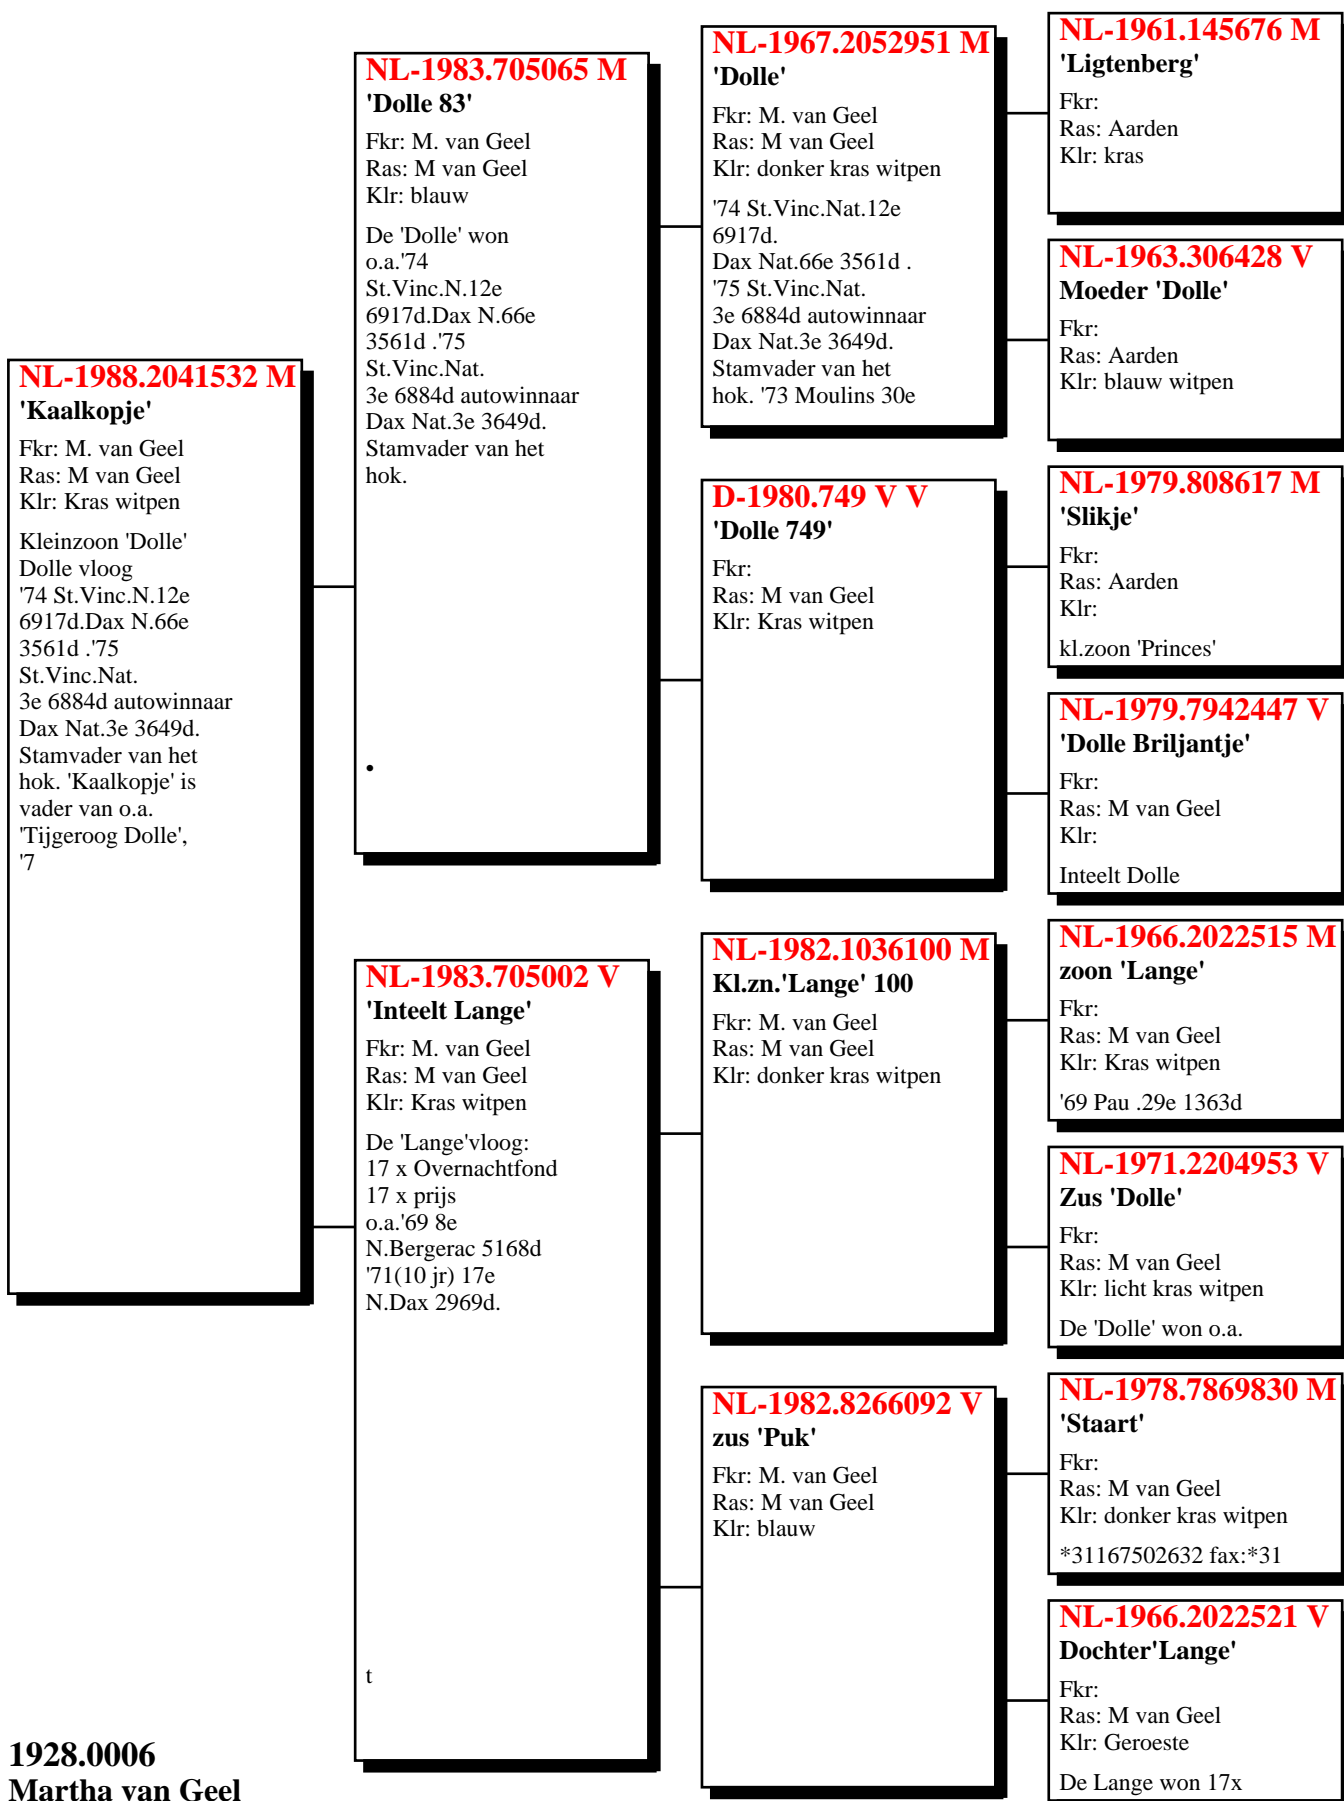 NL-1988.2041532 M
'Kaalkopje'
Fkr: M. van Geel
Ras: M van Geel
Klr: Kras witpen
Kleinzoon 'Dolle'
Dolle vloog
'74 St.Vinc.N.12e
6917d.Dax N.66e
3561d .'75
St.Vinc.Nat.
3e 6884d autowinnaar
Dax Nat.3e 3649d.
Stamvader van het
hok. 'Kaalkopje' is
vader van o.a.
'Tijgeroog Dolle',
'7
NL-1983.705065 M
'Dolle 83'
Fkr: M. van Geel
Ras: M van Geel
Klr: blauw
De 'Dolle' won
o.a.'74
St.Vinc.N.12e
6917d.Dax N.66e
3561d .'75
St.Vinc.Nat.
3e 6884d autowinnaar
Dax Nat.3e 3649d.
Stamvader van het
hok.
.
NL-1983.705002 V
'Inteelt Lange'
Fkr: M. van Geel
Ras: M van Geel
Klr: Kras witpen
De 'Lange'vloog:
17 x Overnachtfond
17 x prijs
o.a.'69 8e
N.Bergerac 5168d
'71(10 jr) 17e
N.Dax 2969d.
t
NL-1967.2052951 M
'Dolle'
Fkr: M. van Geel
Ras: M van Geel
Klr: donker kras witpen
'74 St.Vinc.Nat.12e
6917d.
Dax Nat.66e 3561d .
'75 St.Vinc.Nat.
3e 6884d autowinnaar
Dax Nat.3e 3649d.
Stamvader van het
hok. '73 Moulins 30e
D-1980.749 V V
'Dolle 749'
Fkr:
Ras: M van Geel
Klr: Kras witpen
NL-1982.1036100 M
Kl.zn.'Lange' 100
Fkr: M. van Geel
Ras: M van Geel
Klr: donker kras witpen
NL-1982.8266092 V
zus 'Puk'
Fkr: M. van Geel
Ras: M van Geel
Klr: blauw
NL-1961.145676 M
'Ligtenberg'
Fkr:
Ras: Aarden
Klr: kras
NL-1963.306428 V
Moeder 'Dolle'
Fkr:
Ras: Aarden
Klr: blauw witpen
NL-1979.808617 M
'Slikje'
Fkr:
Ras: Aarden
Klr:
kl.zoon 'Princes'
NL-1979.7942447 V
'Dolle Briljantje'
Fkr:
Ras: M van Geel
Klr:
Inteelt Dolle
NL-1966.2022515 M
zoon 'Lange'
Fkr:
Ras: M van Geel
Klr: Kras witpen
'69 Pau .29e 1363d
NL-1971.2204953 V
Zus 'Dolle'
Fkr:
Ras: M van Geel
Klr: licht kras witpen
De 'Dolle' won o.a.
NL-1978.7869830 M
'Staart'
Fkr:
Ras: M van Geel
Klr: donker kras witpen
*31167502632 fax:*31
NL-1966.2022521 V
Dochter'Lange'
Fkr:
Ras: M van Geel
Klr: Geroeste
De Lange won 17x
1928.0006
Martha van Geel